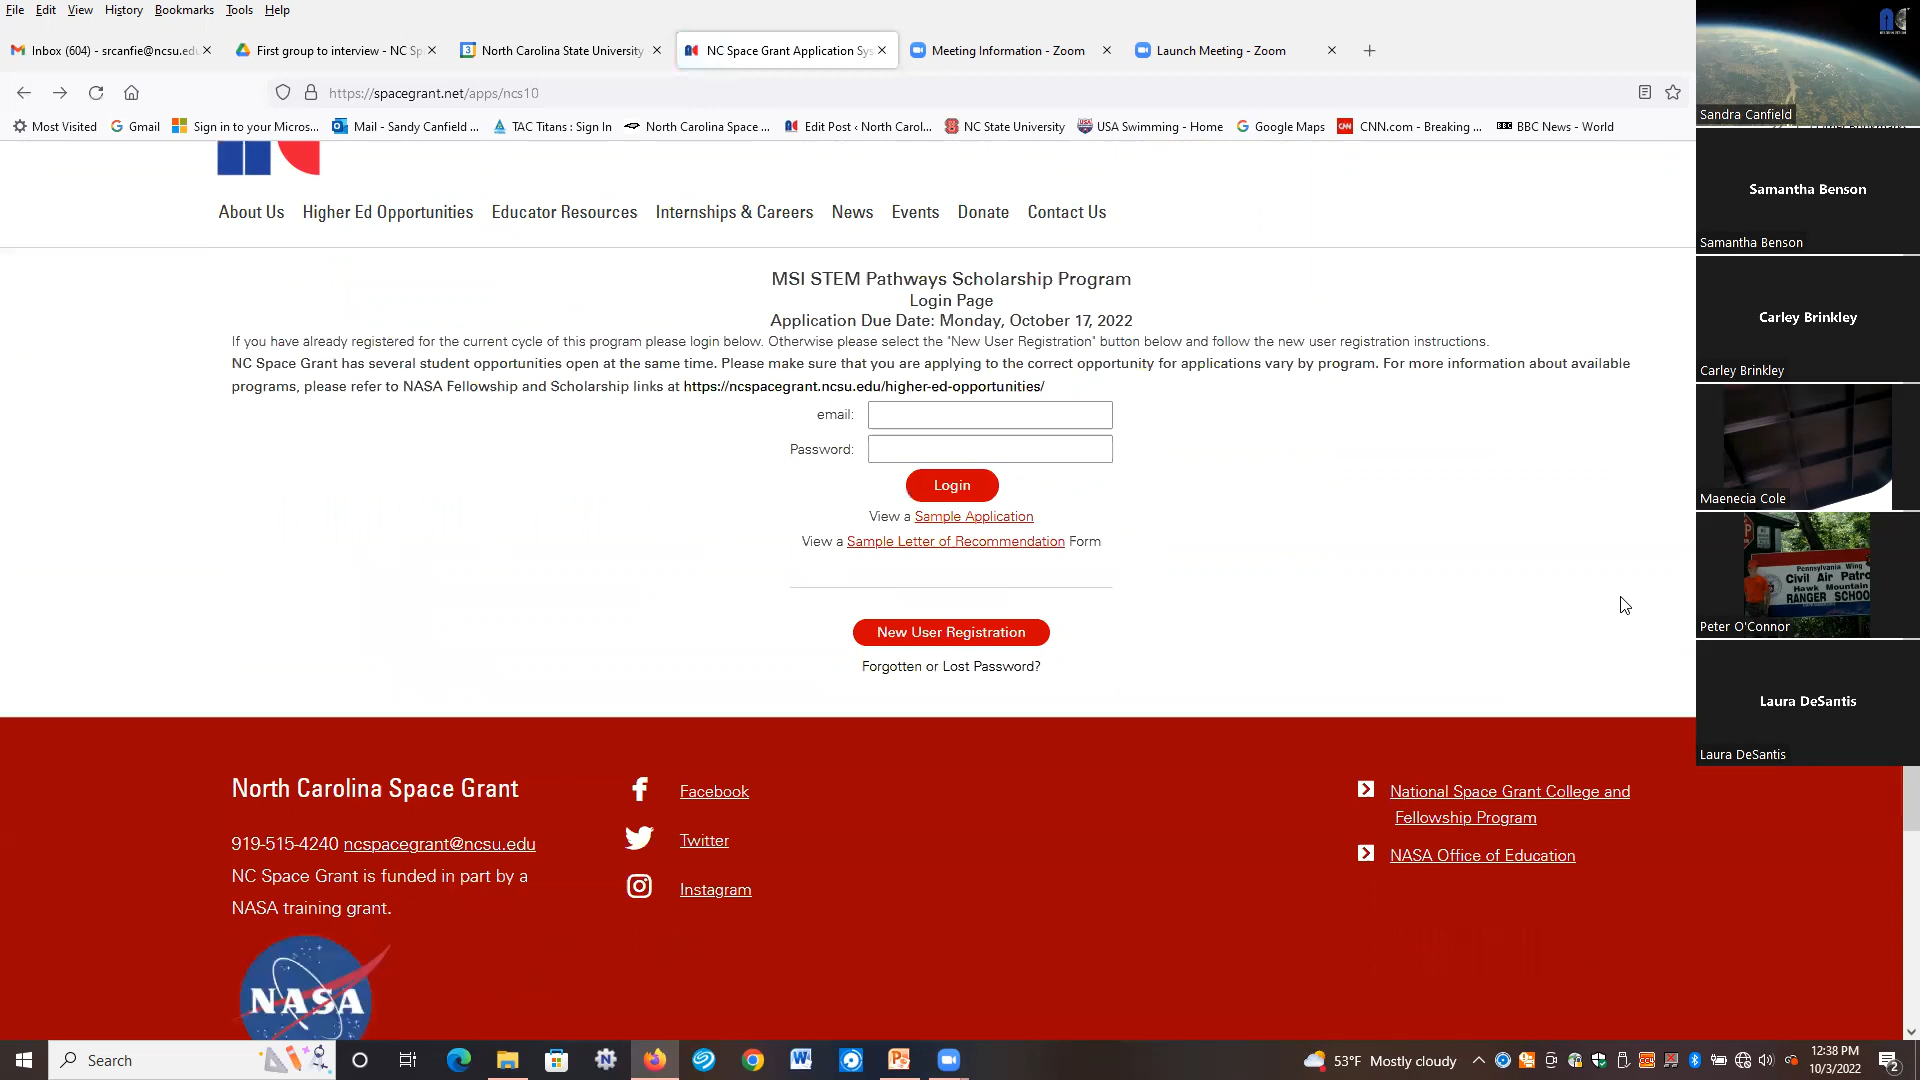 File Edit View History Bookmarks Tools Help
Inbox (604) - srcanfie@ncsu.edu
First group to interview - NC Sp
North Carolina State University
NC Space Grant Application Sys
Meeting Information - Zoom
Launch Meeting - Zoom
https://spacegrant.net/apps/ncs10
Most Visited Gmail Sign in to your Micros... Mail - Sandy Canfield ... TAC Titans : Sign In North Carolina Space ... Edit Post ‹ North Carol... NC State University USA Swimming - Home Google Maps CNN.com - Breaking ... BBC News - World
About Us Higher Ed Opportunities Educator Resources Internships & Careers News Events Donate Contact Us
MSI STEM Pathways Scholarship Program
Login Page
Application Due Date: Monday, October 17, 2022
If you have already registered for the current cycle of this program please login below. Otherwise please select the "New User Registration" button below and follow the new user registration instructions.
NC Space Grant has several student opportunities open at the same time. Please make sure that you are applying to the correct opportunity for applications vary by program. For more information about available
programs, please refer to NASA Fellowship and Scholarship links at https://ncspacegrant.ncsu.edu/higher-ed-opportunities/
email:
Password:
Login
View a Sample Application
View a Sample Letter of Recommendation Form
New User Registration
Forgotten or Lost Password?
North Carolina Space Grant
919-515-4240 ncspacegrant@ncsu.edu
NC Space Grant is funded in part by a
NASA training grant.
NASA
Facebook
Twitter
Instagram
National Space Grant College and
Fellowship Program
NASA Office of Education
Sandra Canfield
Samantha Benson
Samantha Benson
Carley Brinkley
Carley Brinkley
Maenecia Cole
Pennsylvania Wing
Civil Air Patro
Hawk Mountain
RANGER SCHOO
Peter O'Connor
Laura DeSantis
Laura DeSantis
Search
53°F Mostly cloudy
12:38 PM
10/3/2022
2